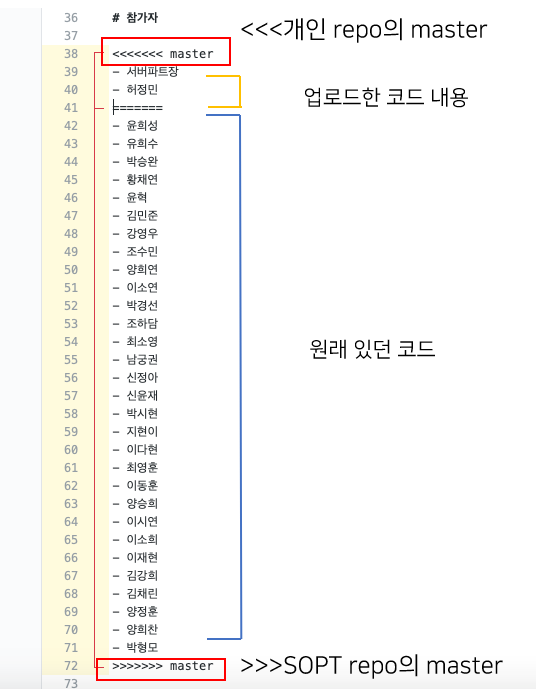 36 # 참가자
37
<<<개인 repo의 master
38 <<<<<<< master
39 - 서버파트장
40 - 허정민
업로드한 코드 내용
41 =======
42 - 윤희성
43 - 유희수
44 - 박승완
45 - 황채연
46 - 윤혁
47 - 김민준
48 - 강영우
49 - 조수민
50 - 양희연
51 - 이소연
52 - 박경선
53 - 조하담
54 - 최소영
원래 있던 코드
55 - 남궁권
56 - 신정아
57 - 신윤재
58 - 박시현
59 - 지현이
60 - 이다현
61 - 최영훈
62 - 이동훈
63 - 양승희
64 - 이시연
65 - 이소희
66 - 이재현
67 - 김강희
68 - 김채린
69 - 양정훈
70 - 양희찬
71 - 박형모
72 >>>>>>> master
>>>SOPT repo의 master
73